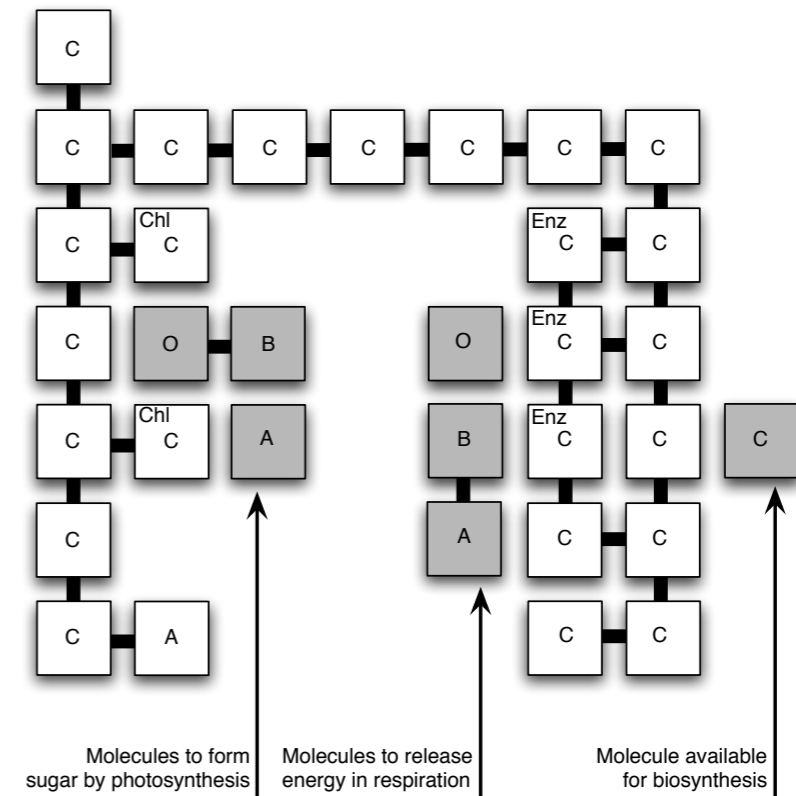 C
C C C C C C C
C Chl C Enz C C
C O B O Enz C C
C Chl C A B Enz C C C
C A C C
C A C C
Molecules to form
sugar by photosynthesis
Molecules to release
energy in respiration
Molecule available
for biosynthesis